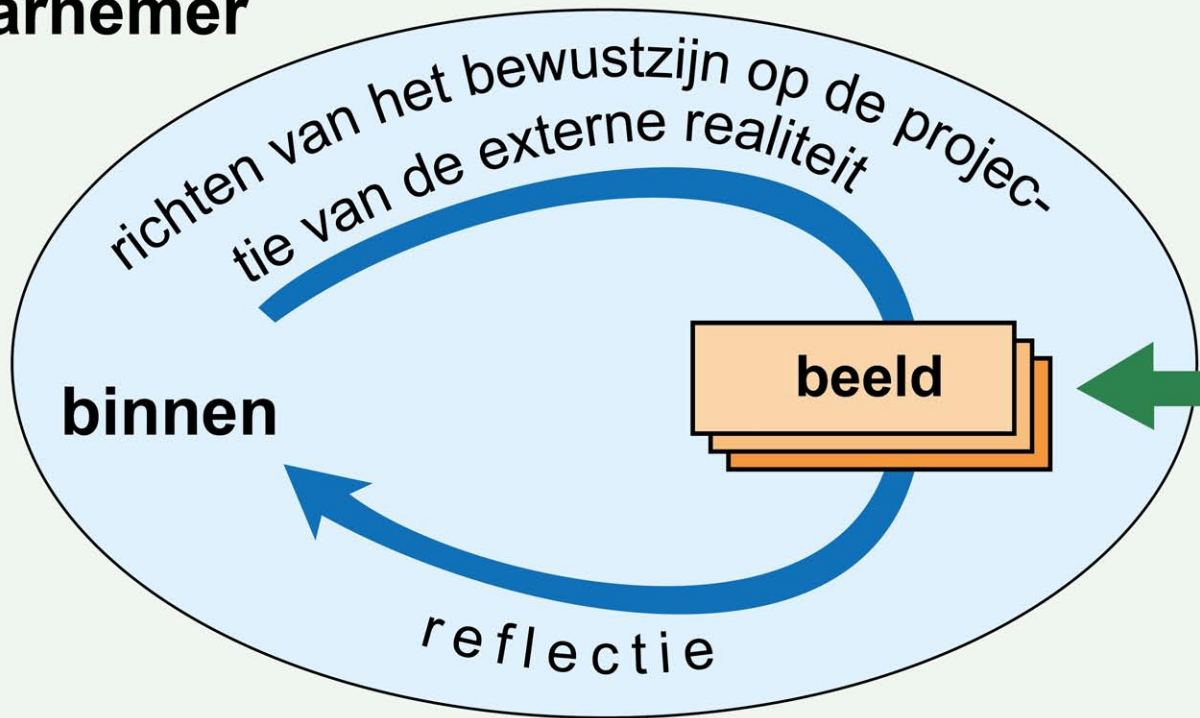 arnemer
richten van het bewustzijn op de projec-
tie van de externe realiteit
binnen
beeld
reflectie